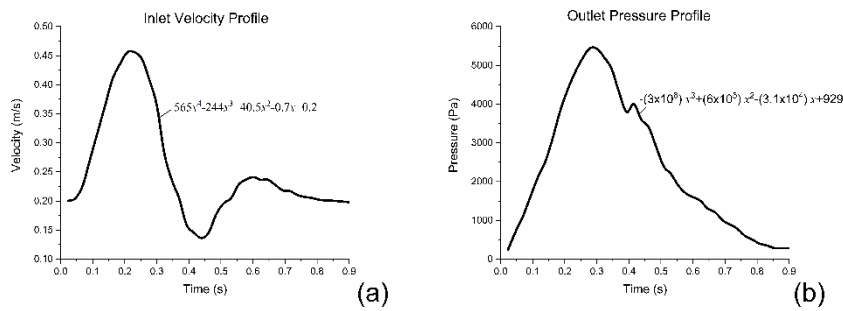 Inlet Velocity Profile
0.50
0.45
0.40
0.35
0.30
0.25
0.20
0.15
0.10
Velocity (m/s)
565x⁴-244x³ 40.5x²-0.7x 0.2
0.0 0.1 0.2 0.3 0.4 0.5 0.6 0.7 0.8 0.9
Time (s)
(a)
Outlet Pressure Profile
6000
5000
4000
3000
2000
1000
0
Pressure (Pa)
-(3x10⁶) x³+(6x10⁵) x²-(3.1x10⁴) x+929
0.0 0.1 0.2 0.3 0.4 0.5 0.6 0.7 0.8 0.9
Time (s)
(b)